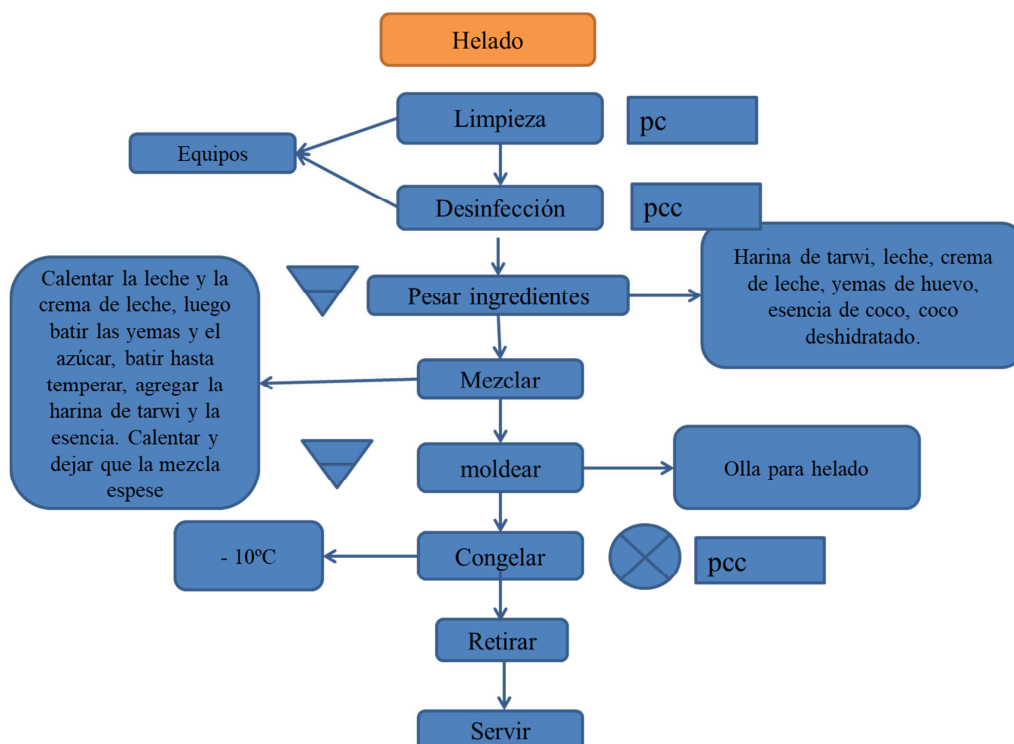 Helado
Limpieza
pc
Equipos
Desinfección
pcc
Harina de tarwi, leche, crema
de leche, yemas de huevo,
esencia de coco, coco
deshidratado.
Pesar ingredientes
Calentar la leche y la
crema de leche, luego
batir las yemas y el
azúcar, batir hasta
temperar, agregar la
harina de tarwi y la
esencia. Calentar y
dejar que la mezcla
espese
Mezclar
moldear
Olla para helado
- 10ºC
Congelar
pcc
Retirar
Servir